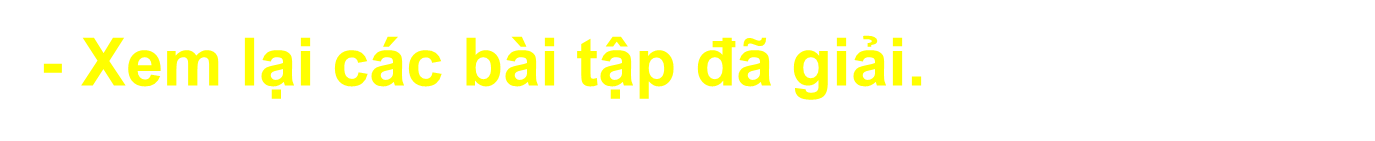 - Xem lại các bài tập đã giải.